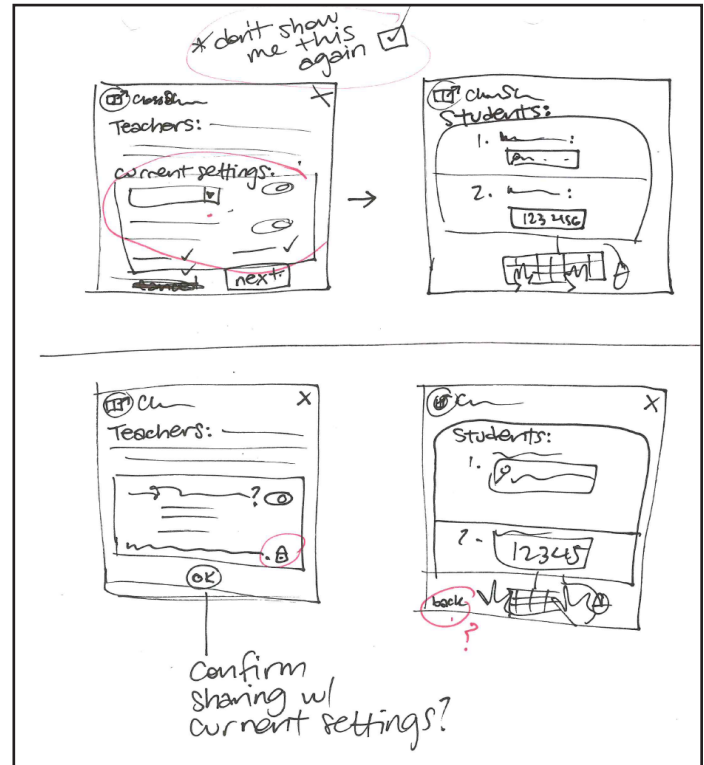 * don't show
me this
again
Teachers:
current settings:
next
Students:
1.
:
2.
:
123456
Teachers:
?
OK
X
Students:
1.
2.
12345
back
?
X
Confirm
sharing w/
current settings?